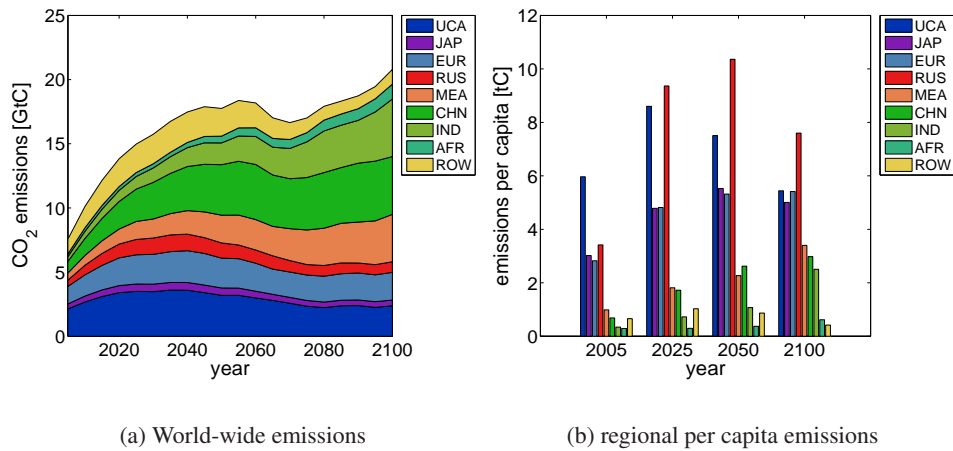 25
20
15
10
5
0
CO2 emissions [GtC]
2020 2040 2060 2080 2100
year
UCA
JAP
EUR
RUS
MEA
CHN
IND
AFR
ROW
(a) World-wide emissions
12
10
8
6
4
2
0
emissions per capita [tC]
2005 2025 2050 2100
year
UCA
JAP
EUR
RUS
MEA
CHN
IND
AFR
ROW
(b) regional per capita emissions